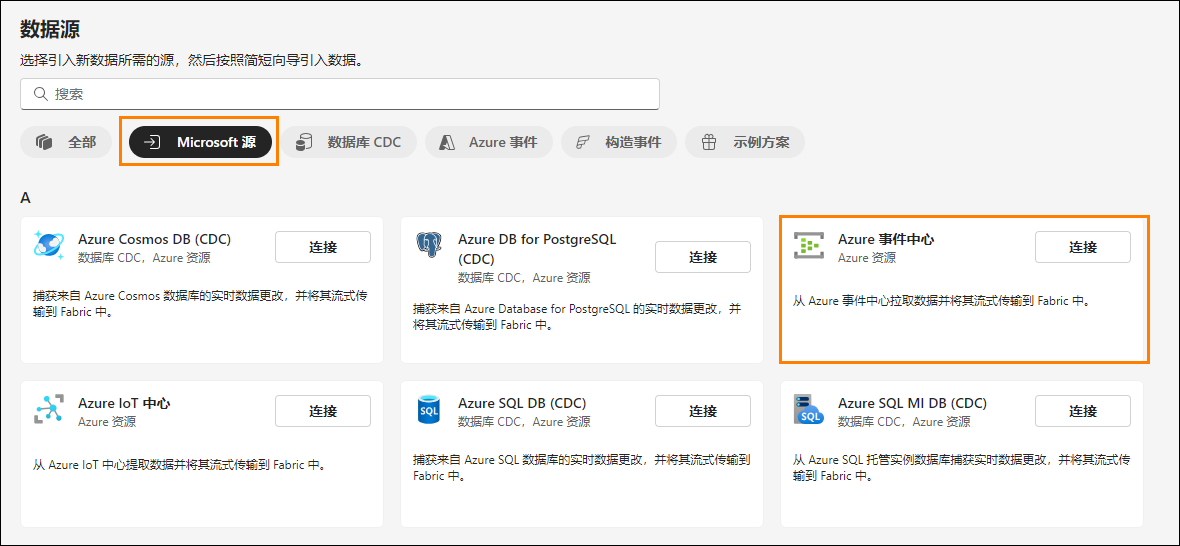 数据源
选择引入新数据所需的源，然后按照简短向导引入数据。
搜索
全部
Microsoft 源
数据库 CDC
Azure 事件
构造事件
示例方案
A
Azure Cosmos DB (CDC)
数据库 CDC，Azure 资源
连接
捕获来自 Azure Cosmos 数据库的实时数据更改，并将其流式传
输到 Fabric 中。
Azure DB for PostgreSQL
(CDC)
数据库 CDC，Azure 资源
连接
捕获来自 Azure Database for PostgreSQL 的实时数据更改，并
将其流式传输到 Fabric 中。
Azure 事件中心
Azure 资源
连接
从 Azure 事件中心拉取数据并将其流式传输到 Fabric 中。
Azure IoT 中心
Azure 资源
连接
从 Azure IoT 中心提取数据并将其流式传输到 Fabric 中。
SQL
Azure SQL DB (CDC)
数据库 CDC，Azure 资源
连接
捕获来自 Azure SQL 数据库的实时数据更改，并将其流式传输到
Fabric 中。
SQL
Azure SQL MI DB (CDC)
数据库 CDC，Azure 资源
连接
从 Azure SQL 托管实例数据库捕获实时数据更改，并将其流式传
输到 Fabric 中。